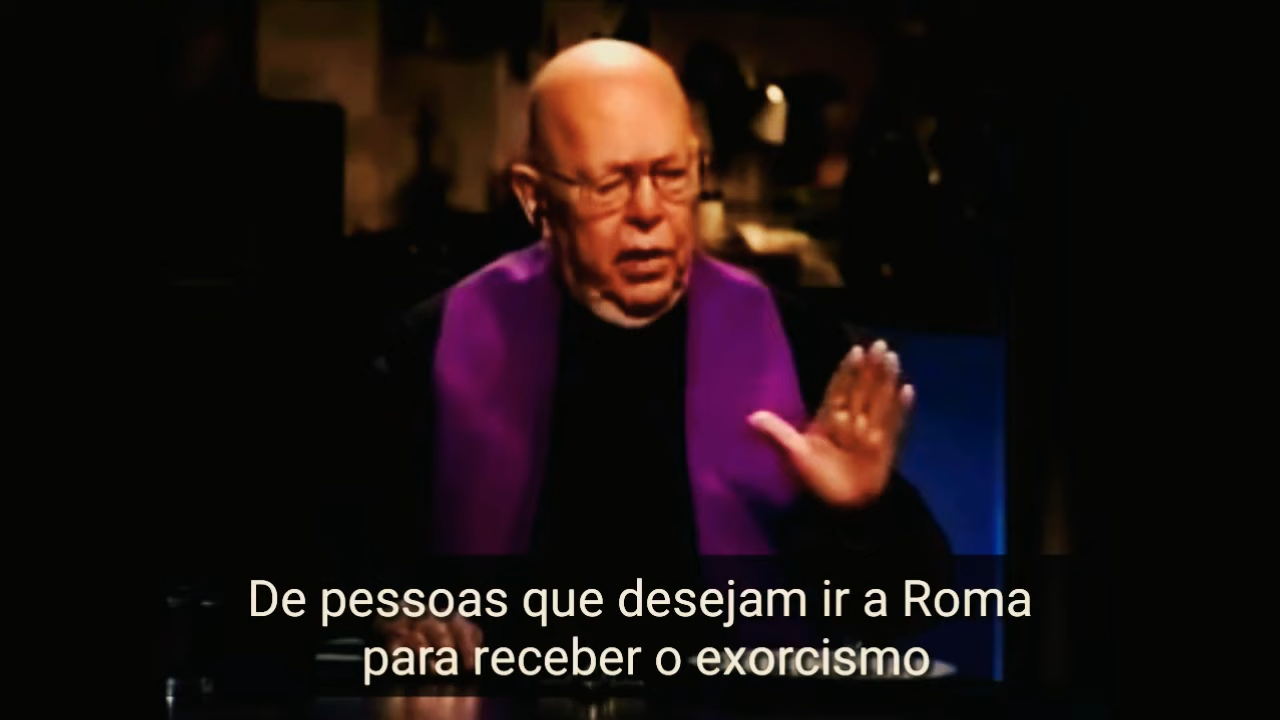 De pessoas que desejam ir a Roma
para receber o exorcismo